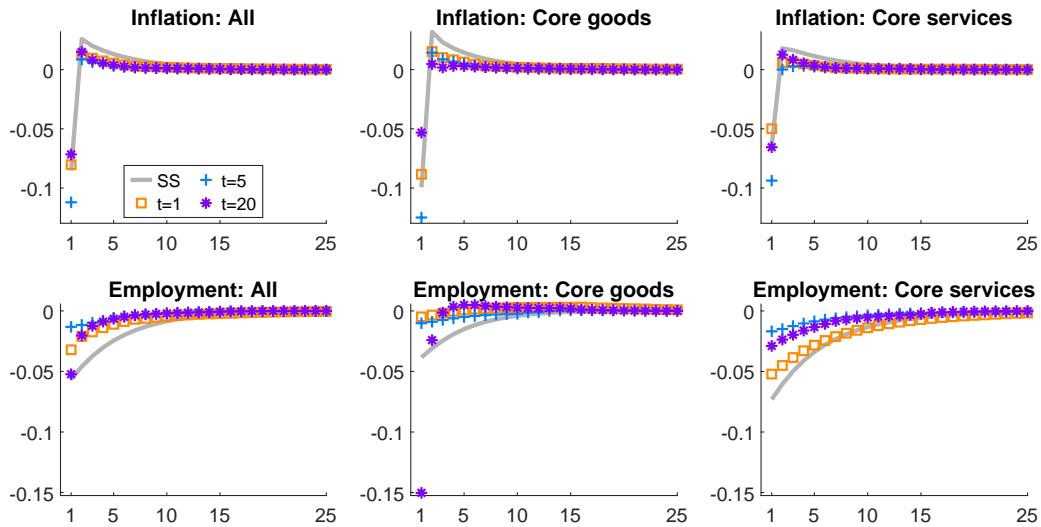 Inflation: All Inflation: Core goods Inflation: Core services
0 0 0
-0.05 -0.05 -0.05
-0.1 -0.1 -0.1
SS t=5
t=1 t=20
1 5 10 15 25 1 5 10 15 25 1 5 10 15 25
Employment: All Employment: Core goods Employment: Core services
0 0 0
-0.05 -0.05 -0.05
-0.1 -0.1 -0.1
-0.15 -0.15 -0.15
1 5 10 15 25 1 5 10 15 25 1 5 10 15 25